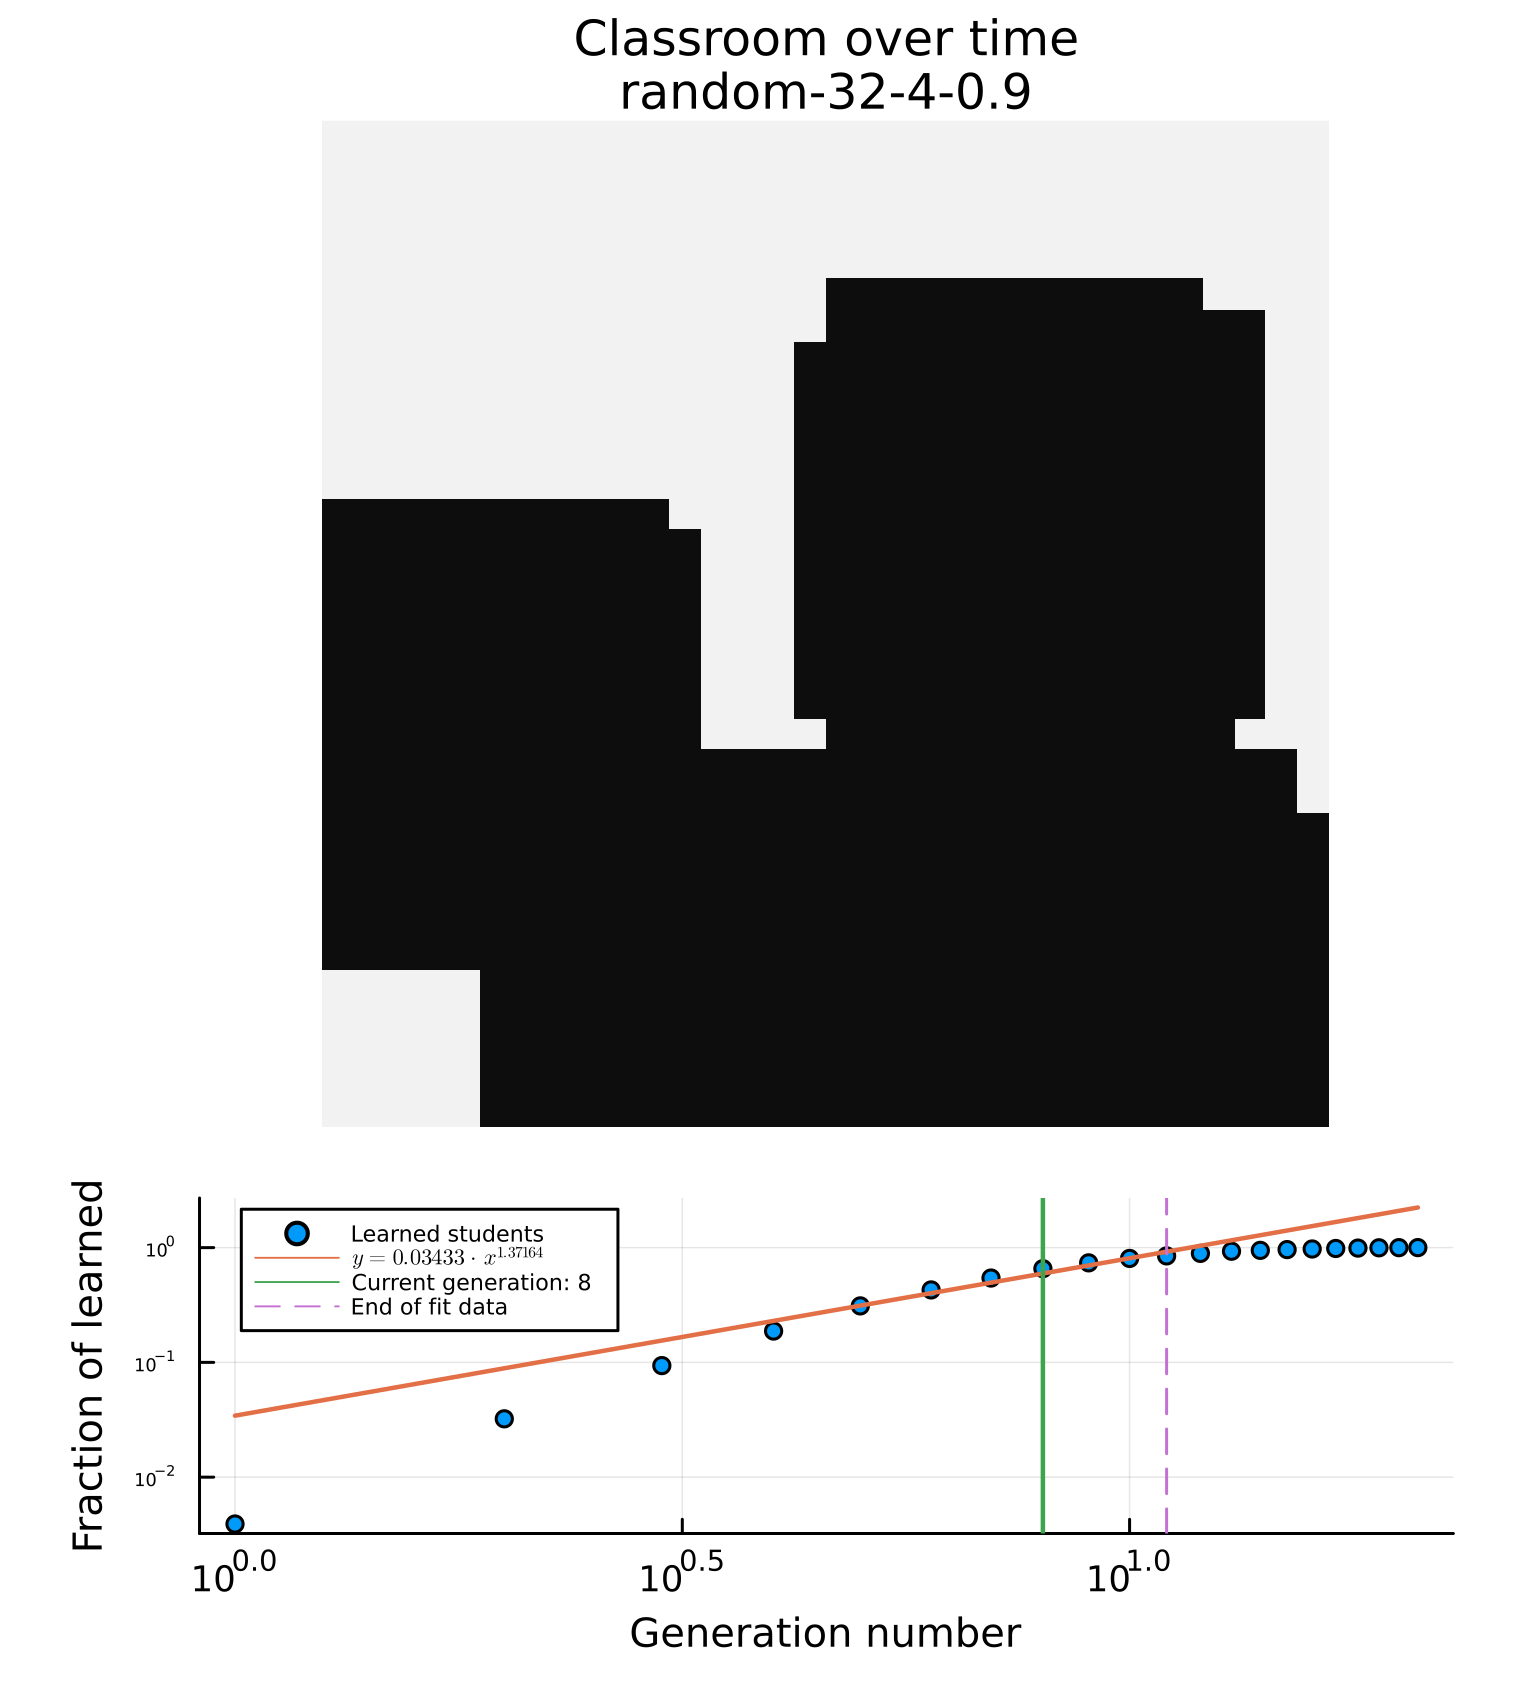 Classroom over time
random-32-4-0.9
Fraction of learned
10⁰
10⁻¹
10⁻²
Learned students
y = 0.03433 · x^1.37164
Current generation: 8
End of fit data
10^0.0
10^0.5
10^1.0
Generation number